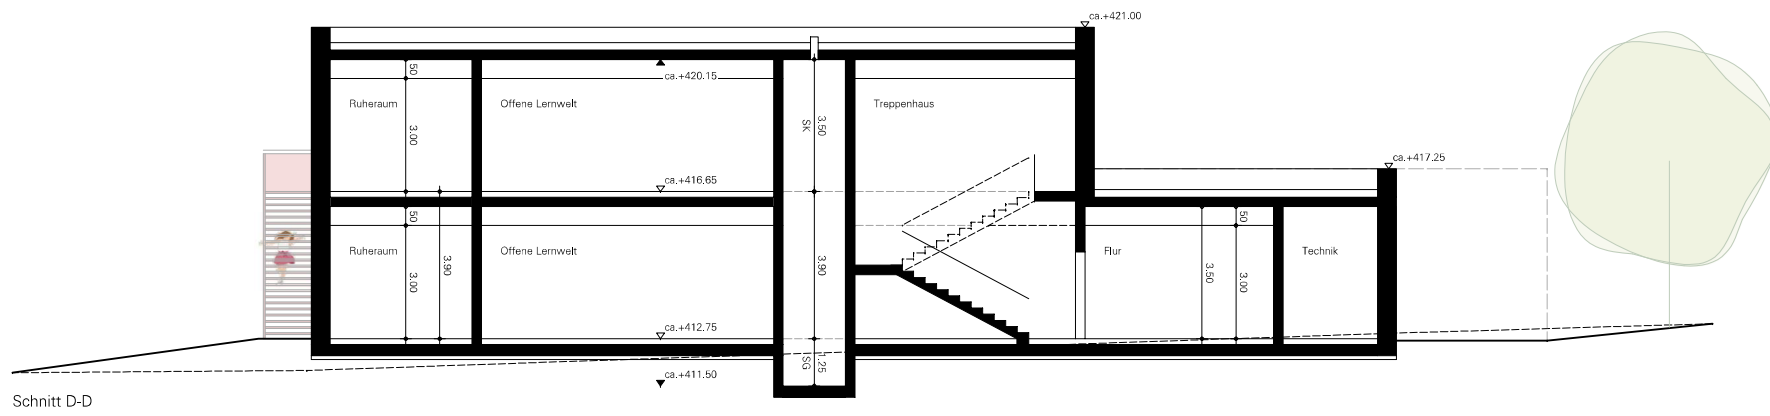 ca.+421.00
50
ca.+420.15
Ruheraum
Offene Lernwelt
Treppenhaus
3.00
3.50
SK
ca.+417.25
ca.+416.65
50
50
Ruheraum
Offene Lernwelt
Flur
Technik
3.90
3.90
3.00
3.50
3.00
ca.+412.75
1.25
SG
ca.+411.50
Schnitt D-D